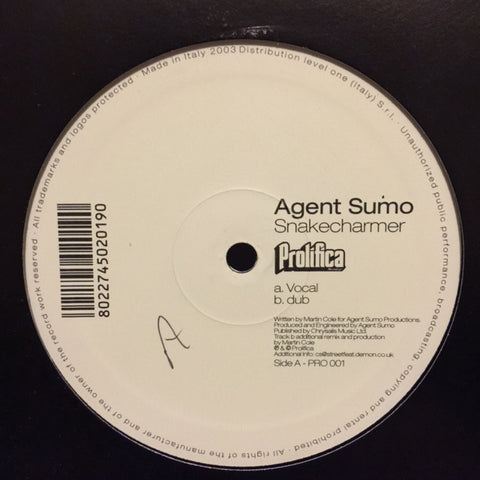 Made in Italy 2003 Distribution level one (Italy) S.r.l. · Unauthorized public performance, broadcasting, copying and rental prohibited · All rights of the manufacturer and of the owner of the record work reserved · All trademarks and logos protected ·
8022745020190
A
Agent Sumo
Snakecharmer
Prolifica
a. Vocal
b. dub
Written by Martin Cole for Agent Sumo Productions.
Produced and Engineered by Agent Sumo
Published by Chrysalis Music Ltd.
Track b additional remix and production
by Martin Cole
℗ & © Prolifica
Additional Info: ce@streetfeat.demon.co.uk
Side A - PRO 001